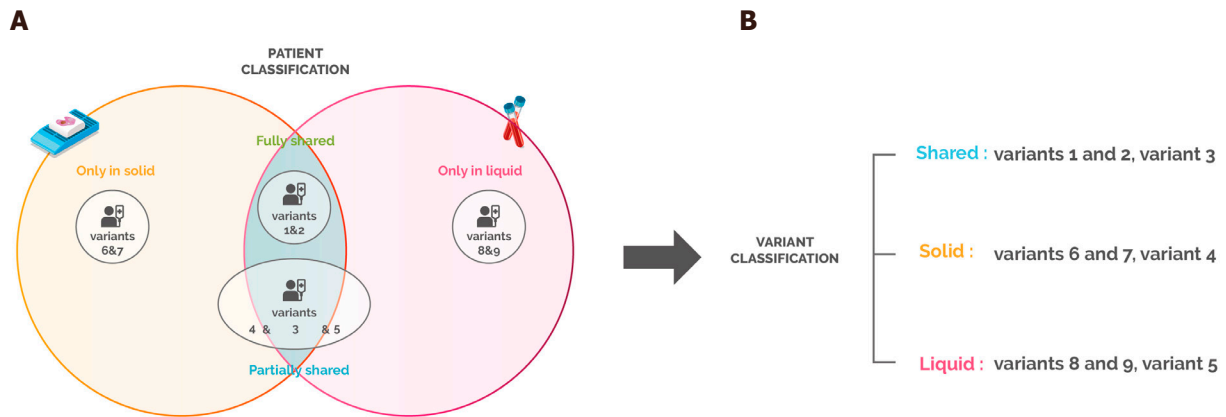 A
B
PATIENT
CLASSIFICATION
Fully shared
Only in solid
Only in liquid
variants
6&7
variants
1&2
variants
8&9
variants
4 & 3 & 5
Partially shared
VARIANT
CLASSIFICATION
Shared : variants 1 and 2, variant 3
Solid : variants 6 and 7, variant 4
Liquid : variants 8 and 9, variant 5